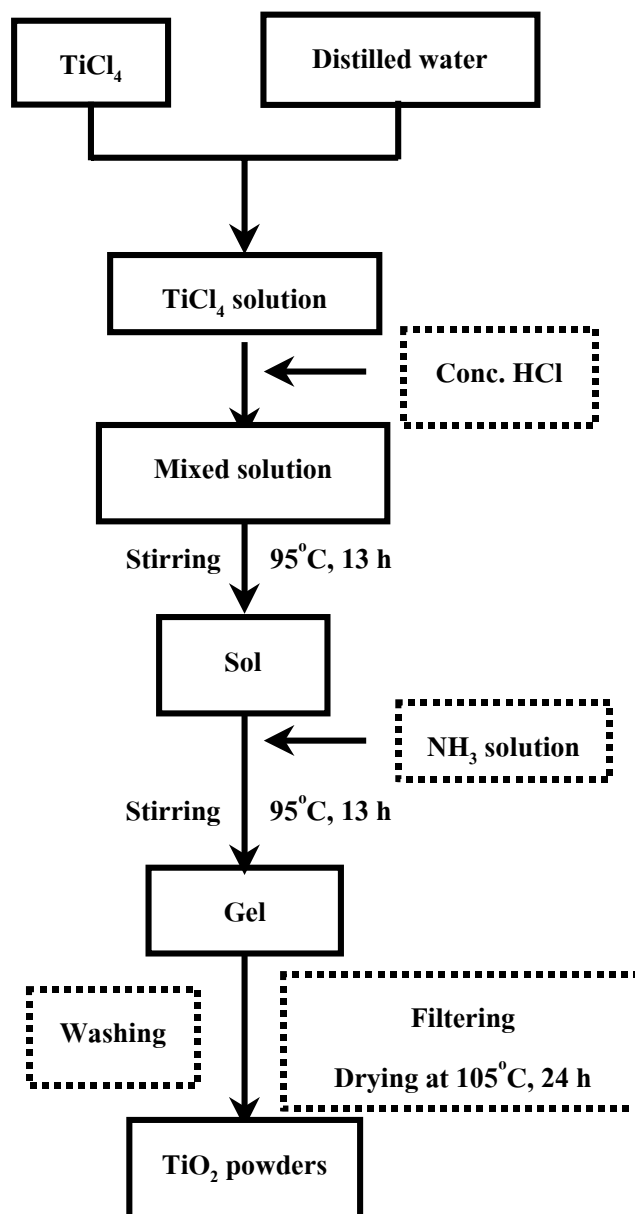 TiCl₄
Distilled water
TiCl₄ solution
Conc. HCl
Mixed solution
Stirring 95°C, 13 h
Sol
NH₃ solution
Stirring 95°C, 13 h
Gel
Washing
Filtering
Drying at 105°C, 24 h
TiO₂ powders